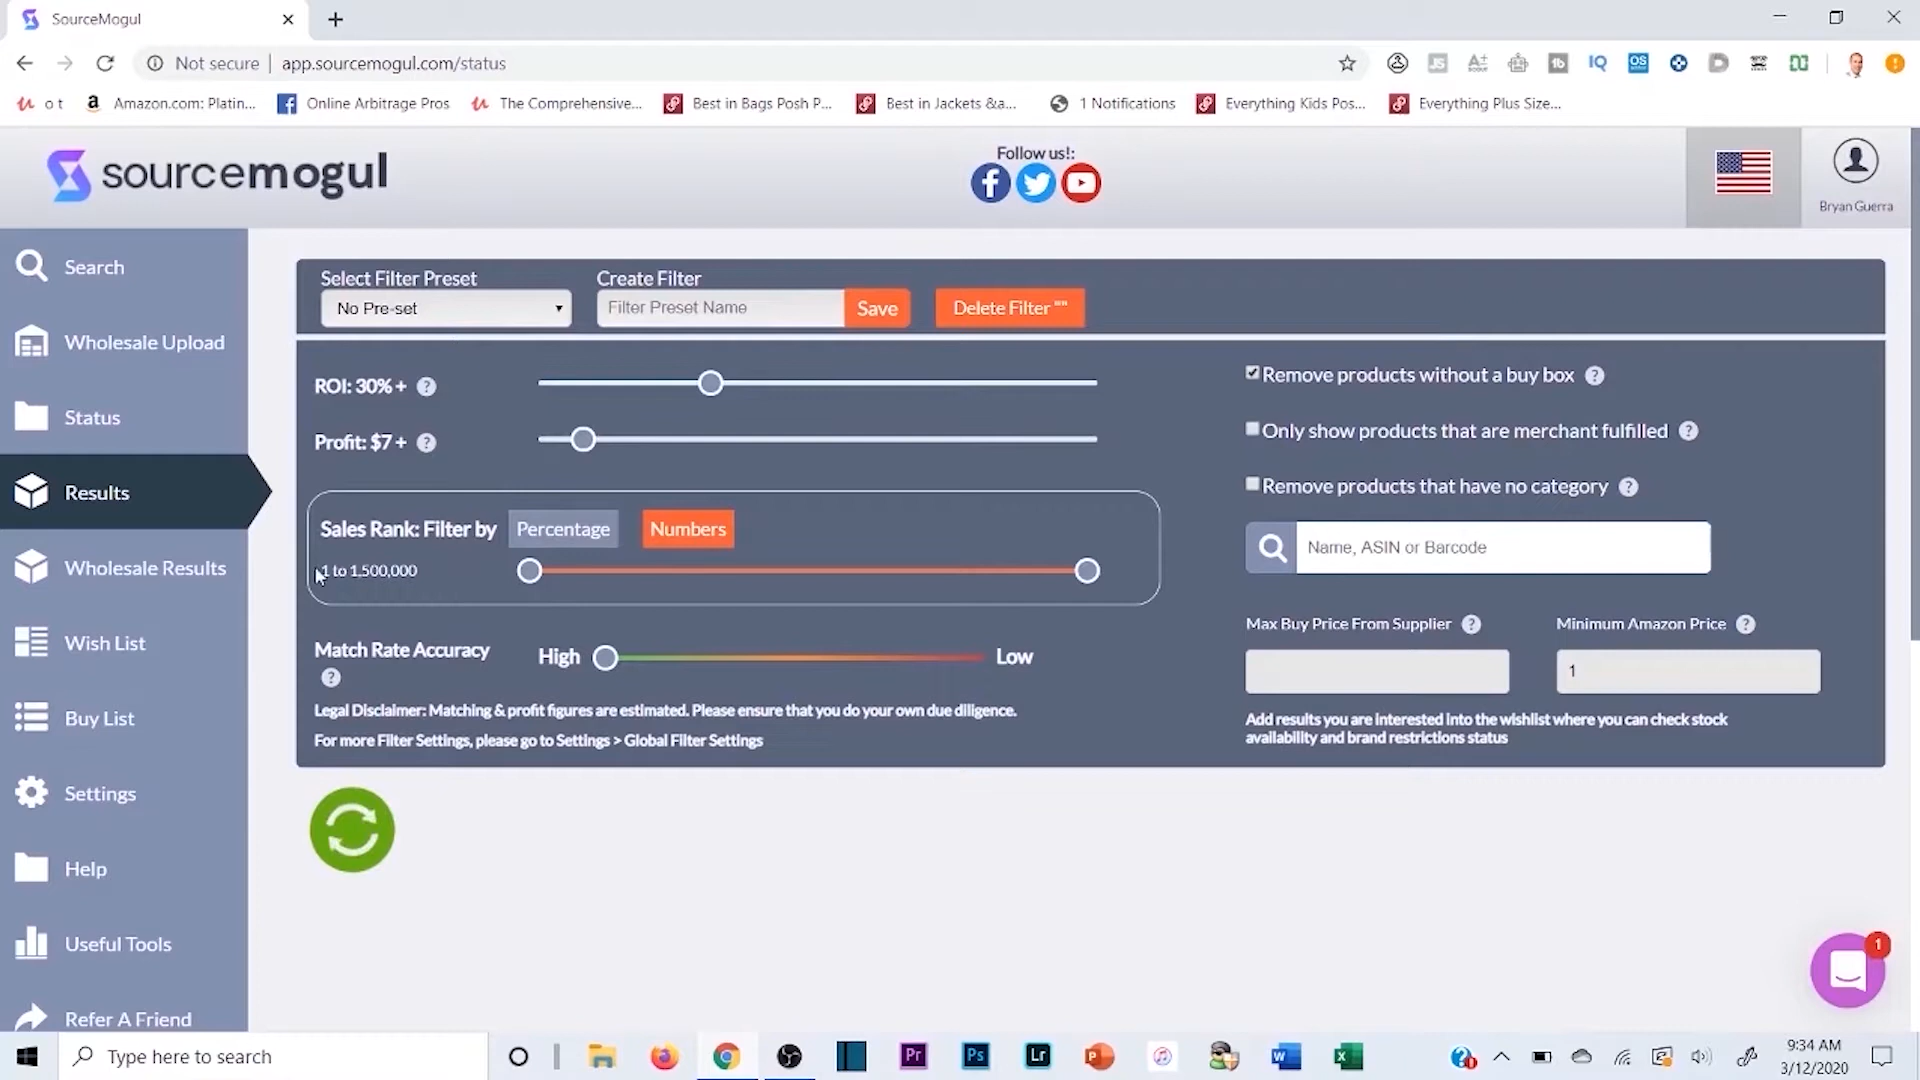 SourceMogul
Not secure | app.sourcemogul.com/status
o t
Amazon.com: Platin...
Online Arbitrage Pros
The Comprehensive...
Best in Bags Posh P...
Best in Jackets &a...
1 Notifications
Everything Kids Pos...
Everything Plus Size...
sourcemogul
Follow us!:
Bryan Guerra
Search
Wholesale Upload
Status
Results
Wholesale Results
Wish List
Buy List
Settings
Help
Useful Tools
Refer A Friend
Select Filter Preset
No Pre-set
Create Filter
Filter Preset Name
Save
Delete Filter ""
ROI: 30% + ?
Profit: $7 + ?
Sales Rank: Filter by Percentage Numbers
1 to 1,500,000
Match Rate Accuracy ?
High
Low
Legal Disclaimer: Matching & profit figures are estimated. Please ensure that you do your own due diligence.
For more Filter Settings, please go to Settings > Global Filter Settings
Remove products without a buy box ?
Only show products that are merchant fulfilled ?
Remove products that have no category ?
Name, ASIN or Barcode
Max Buy Price From Supplier ?
Minimum Amazon Price ?
1
Add results you are interested into the wishlist where you can check stock
availability and brand restrictions status
1
Type here to search
Pr
Ps
Lr
9:34 AM
3/12/2020